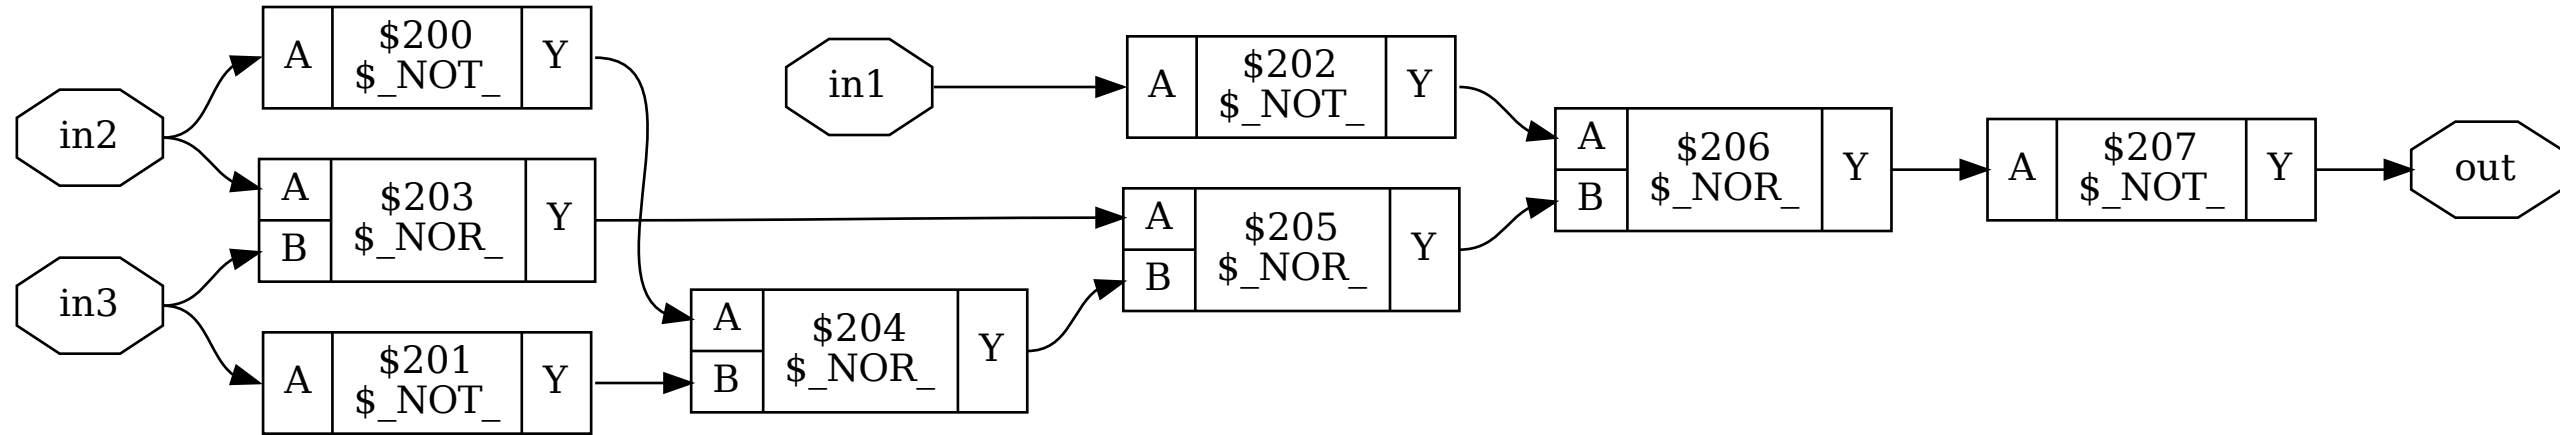 in2
in3
A
$200
$_NOT_
Y
A
B
$203
$_NOR_
Y
A
$201
$_NOT_
Y
A
B
$204
$_NOR_
Y
in1
A
$202
$_NOT_
Y
A
B
$205
$_NOR_
Y
A
B
$206
$_NOR_
Y
A
$207
$_NOT_
Y
out